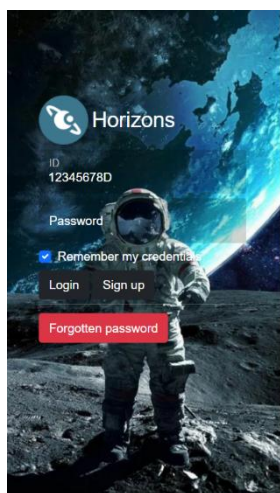 Horizons
ID
12345678D
Password
Remember my credentials
Login Sign up
Forgotten password